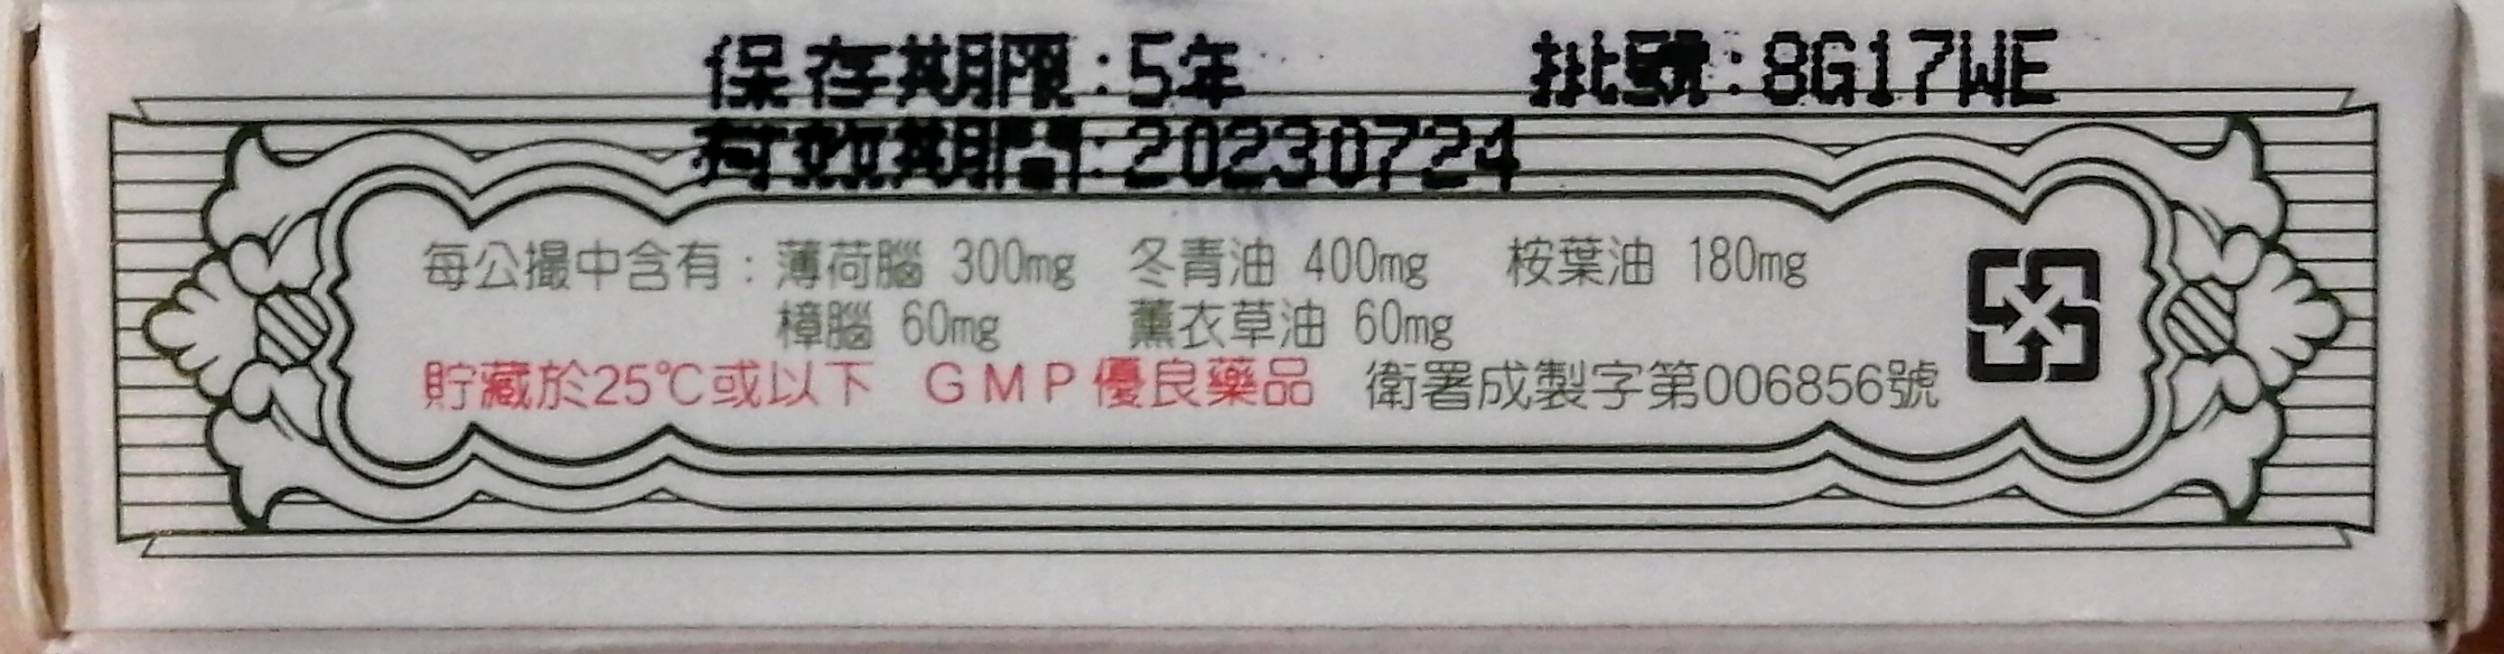 保存期限:5年 批號:8G17WE
有效期間:20230724
每公撮中含有:薄荷腦 300mg 冬青油 400mg 桉葉油 180mg
樟腦 60mg 薰衣草油 60mg
貯藏於25℃或以下 GMP優良藥品 衛署成製字第006856號